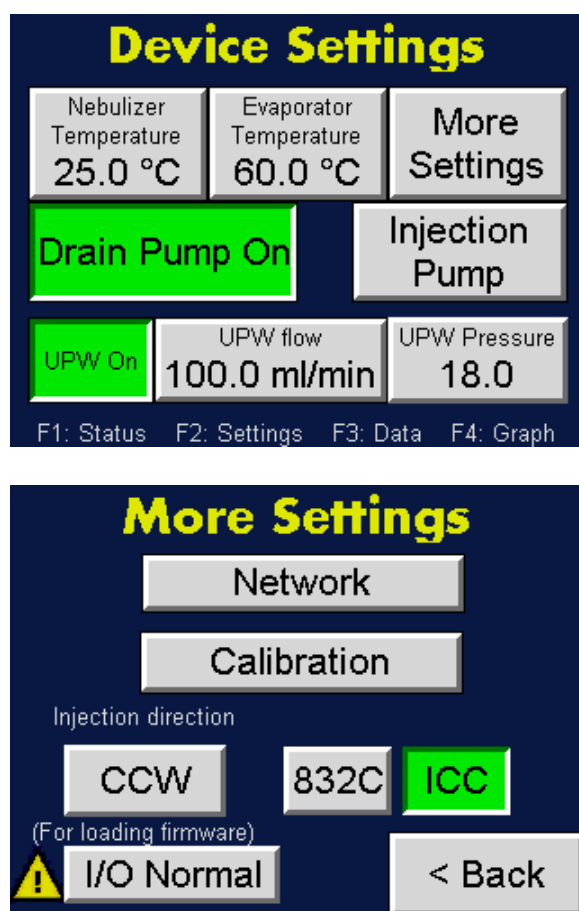 Device Settings
Nebulizer
Temperature
25.0 °C
Evaporator
Temperature
60.0 °C
More
Settings
Drain Pump On
Injection
Pump
UPW On
UPW flow
100.0 ml/min
UPW Pressure
18.0
F1: Status F2: Settings F3: Data F4: Graph
More Settings
Network
Calibration
Injection direction
CCW
832C
ICC
(For loading firmware)
I/O Normal
< Back